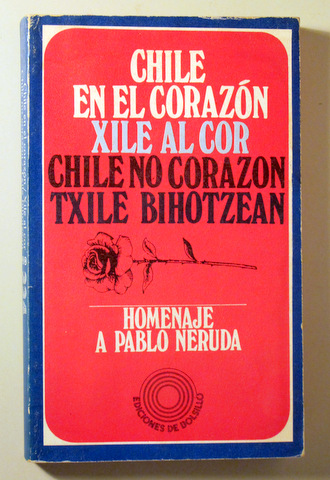 CHILE
EN EL CORAZÓN
XILE AL COR
CHILE NO CORAZON
TXILE BIHOTZEAN
HOMENAJE
A PABLO NERUDA
EDICIONES DE BOLSILLO